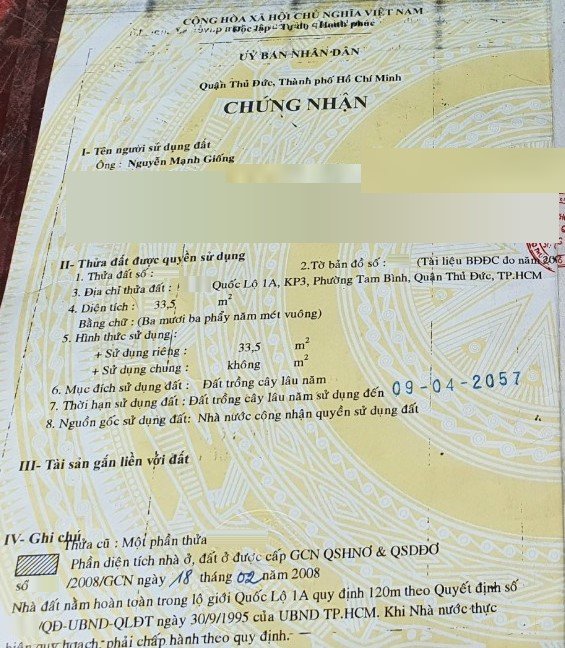 CỘNG HÒA XÃ HỘI CHỦ NGHĨA VIỆT NAM
Độc lập - Tự do - Hạnh phúc
UỶ BAN NHÂN DÂN
Quận Thủ Đức, Thành phố Hồ Chí Minh
CHỨNG NHẬN
I- Tên người sử dụng đất
Ông : Nguyễn Mạnh Giống
II- Thửa đất được quyền sử dụng
1. Thửa đất số : 2.Tờ bản đồ số : (Tài liệu BĐĐC do năm
3. Địa chỉ thửa đất : Quốc Lộ 1A, KP3, Phường Tam Bình, Quận Thủ Đức, TP.HCM
4. Diện tích : 33,5 m²
Bằng chữ : (Ba mươi ba phẩy năm mét vuông)
5. Hình thức sử dụng :
+ Sử dụng riêng : 33,5 m²
+ Sử dụng chung : không m²
6. Mục đích sử dụng đất : Đất trồng cây lâu năm
7. Thời hạn sử dụng đất : Đất trồng cây lâu năm sử dụng đến 09-04-2057
8. Nguồn gốc sử dụng đất: Nhà nước công nhận quyền sử dụng đất
III- Tài sản gắn liền với đất
IV- Ghi chú
Thửa cũ : Một phần thửa
Phần diện tích nhà ở, đất ở được cấp GCN QSHNƠ & QSDĐƠ
số /2008/GCN ngày 18 tháng 02 năm 2008
Nhà đất nằm hoàn toàn trong lộ giới Quốc Lộ 1A quy định 120m theo Quyết định số
/QĐ-UBND-QLĐT ngày 30/9/1995 của UBND TP.HCM. Khi Nhà nước thực
hiện quy hoạch, phải chấp hành theo quy định.